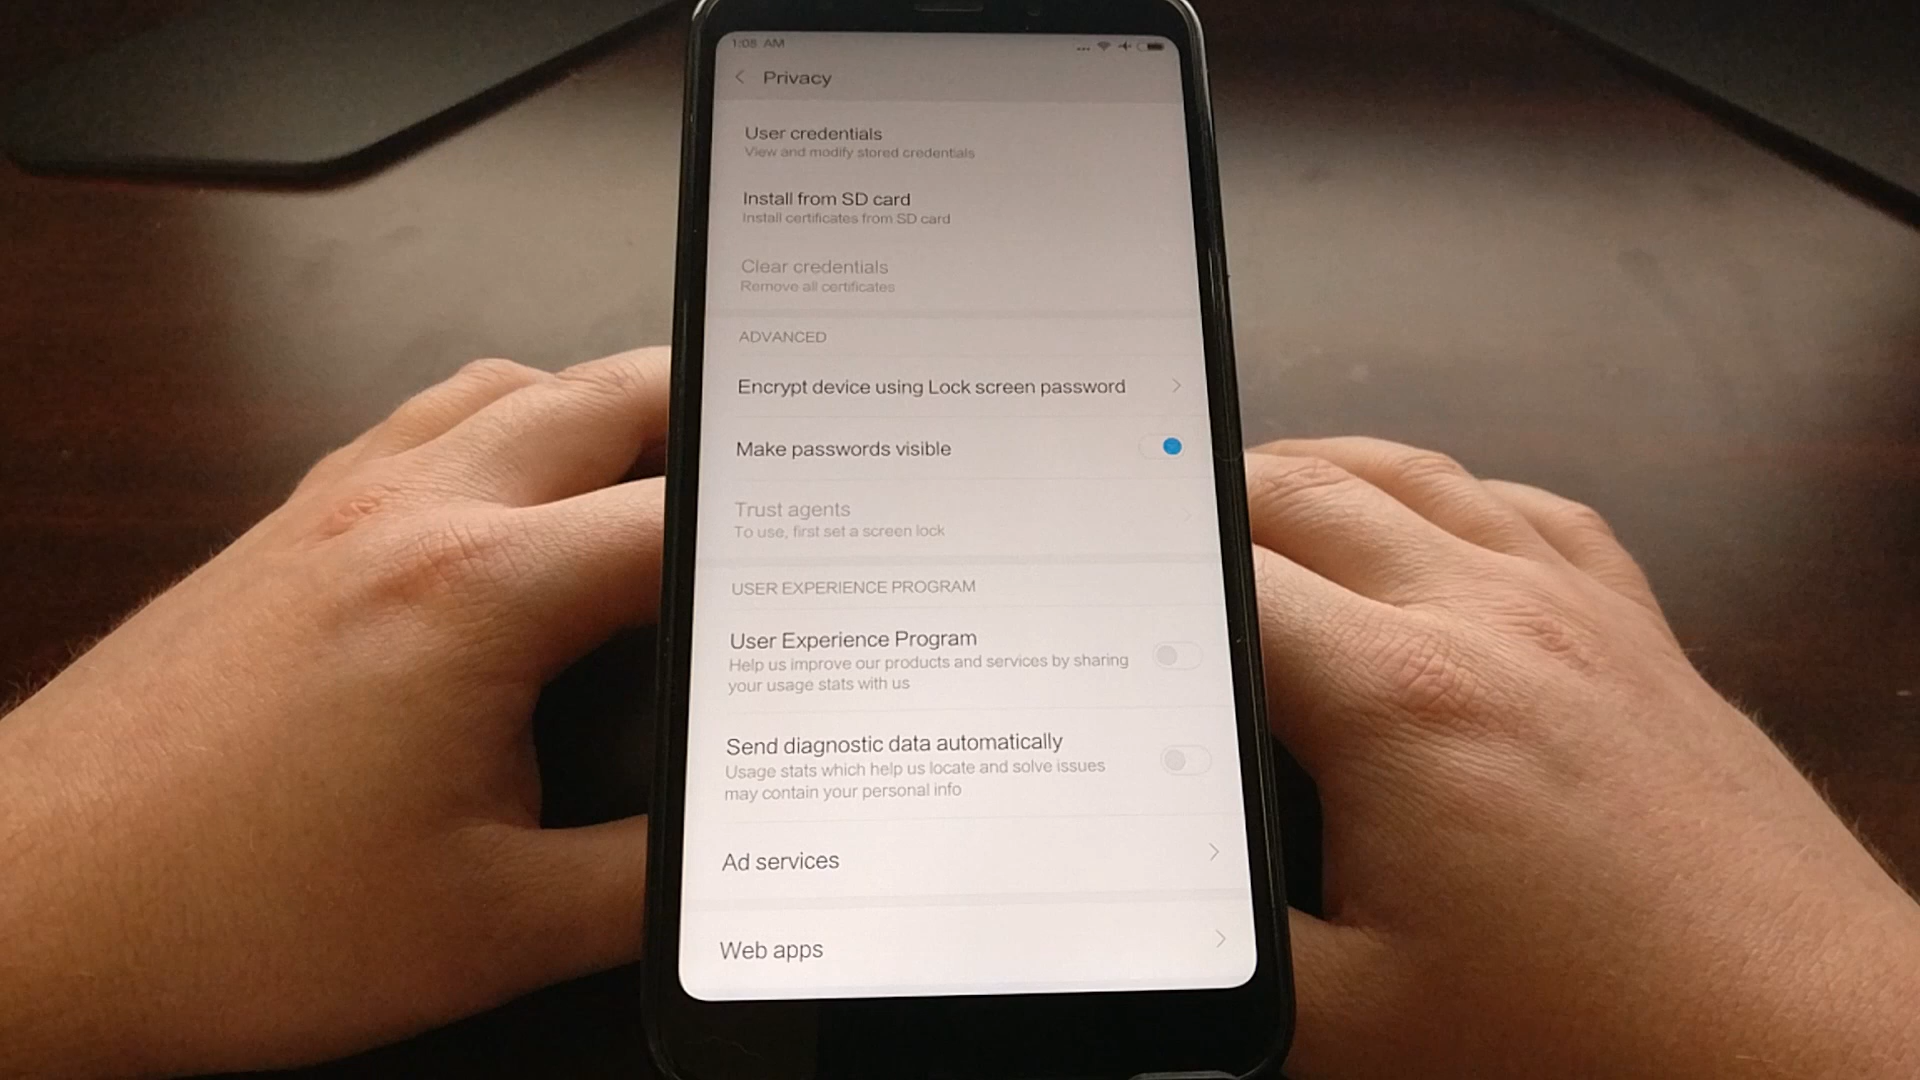 1:08 AM
Privacy
User credentials
View and modify stored credentials
Install from SD card
Install certificates from SD card
Clear credentials
Remove all certificates
ADVANCED
Encrypt device using Lock screen password
Make passwords visible
Trust agents
To use, first set a screen lock
USER EXPERIENCE PROGRAM
User Experience Program
Help us improve our products and services by sharing
your usage stats with us
Send diagnostic data automatically
Usage stats which help us locate and solve issues
may contain your personal info
Ad services
Web apps